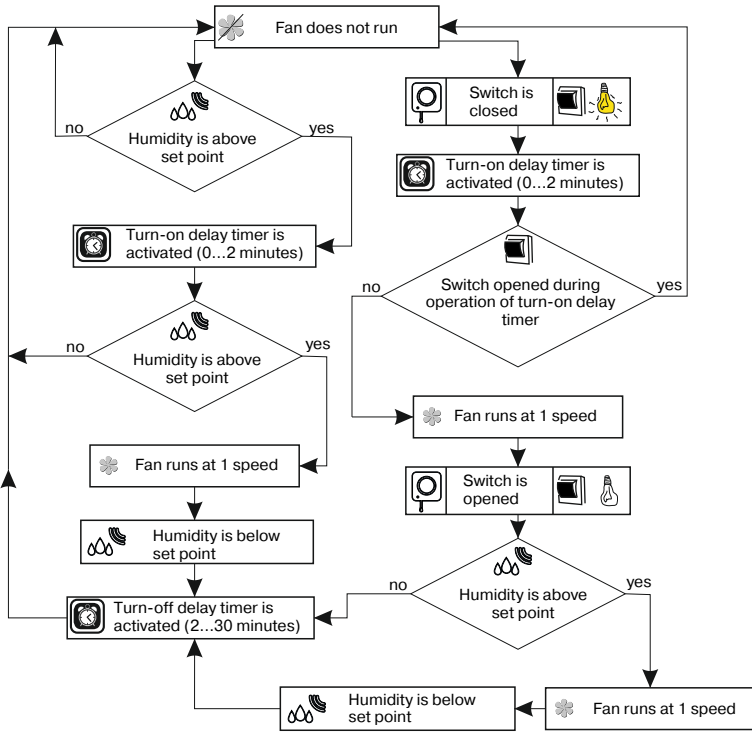 Fan does not run
no
Humidity is above
set point
yes
Turn-on delay timer is
activated (0...2 minutes)
no
Humidity is above
set point
yes
Fan runs at 1 speed
Humidity is below
set point
Turn-off delay timer is
activated (2...30 minutes)
Switch is
closed
Turn-on delay timer is
activated (0...2 minutes)
no
Switch opened during
operation of turn-on delay
timer
yes
Fan runs at 1 speed
Switch is
opened
no
Humidity is above
set point
yes
Fan runs at 1 speed
Humidity is below
set point